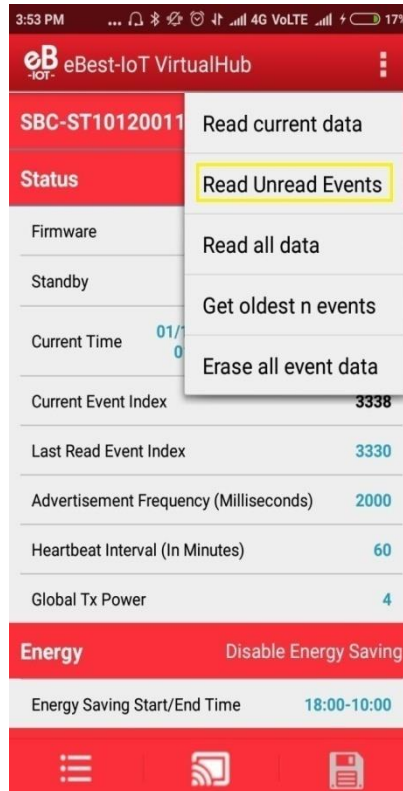 3:53 PM ... 4G VoLTE 17%
eB
-IOT-
eBest-IoT VirtualHub
SBC-ST10120011
Read current data
Status
Read Unread Events
Firmware
Read all data
Standby
Get oldest n events
Current Time 01/
0
Erase all event data
Current Event Index 3338
Last Read Event Index 3330
Advertisement Frequency (Milliseconds) 2000
Heartbeat Interval (In Minutes) 60
Global Tx Power 4
Energy Disable Energy Saving
Energy Saving Start/End Time 18:00-10:00